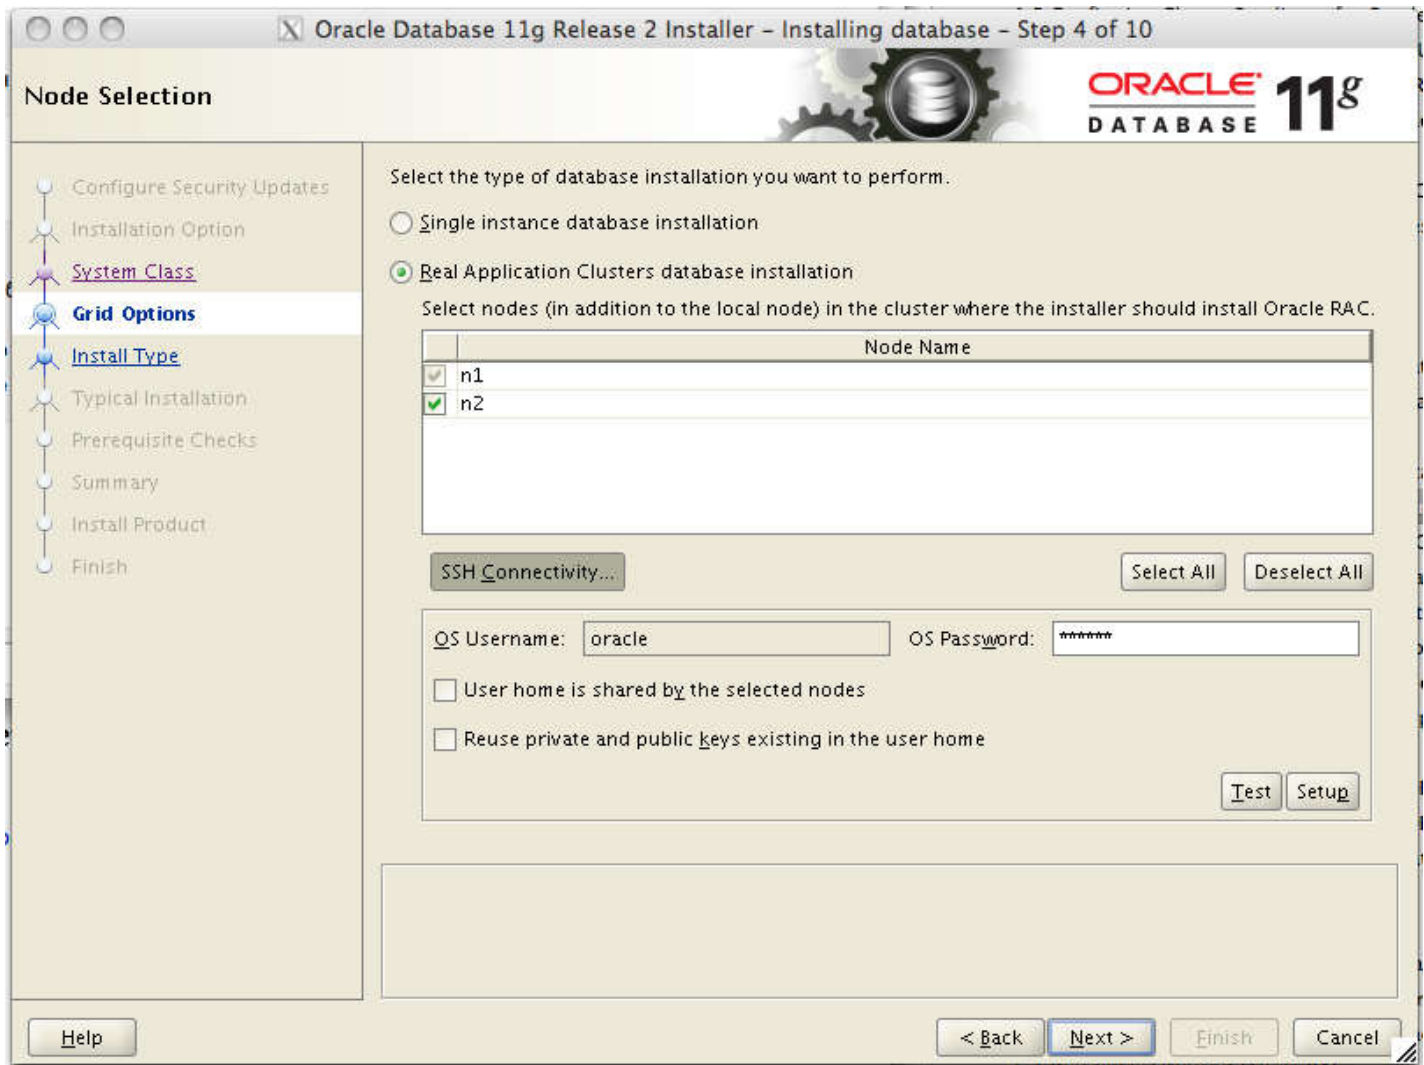 Oracle Database 11g Release 2 Installer – Installing database – Step 4 of 10
Node Selection
ORACLE
DATABASE
11g
Configure Security Updates
Installation Option
System Class
Grid Options
Install Type
Typical Installation
Prerequisite Checks
Summary
Install Product
Finish
Select the type of database installation you want to perform.
Single instance database installation
Real Application Clusters database installation
Select nodes (in addition to the local node) in the cluster where the installer should install Oracle RAC.
Node Name
n1
n2
SSH Connectivity... Select All Deselect All
OS Username: oracle OS Password: ******
User home is shared by the selected nodes
Reuse private and public keys existing in the user home
Test Setup
Help < Back Next > Finish Cancel